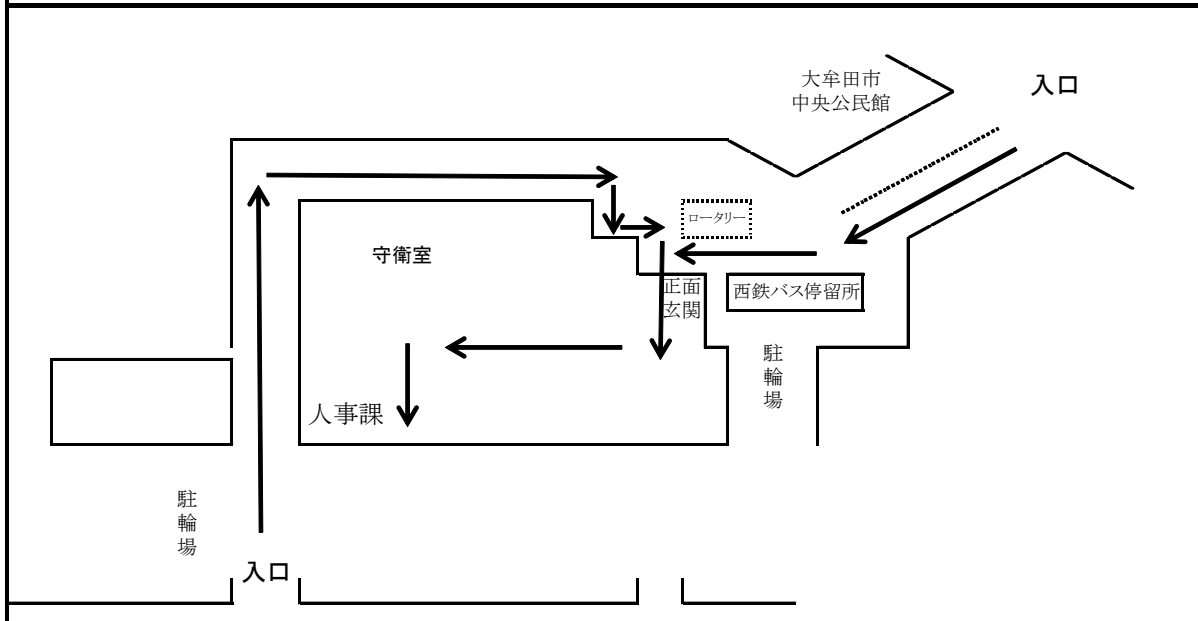 大牟田市
中央公民館
入口
ロータリー
守衛室
正面
玄関
西鉄バス停留所
駐輪場
人事課
駐輪場
入口